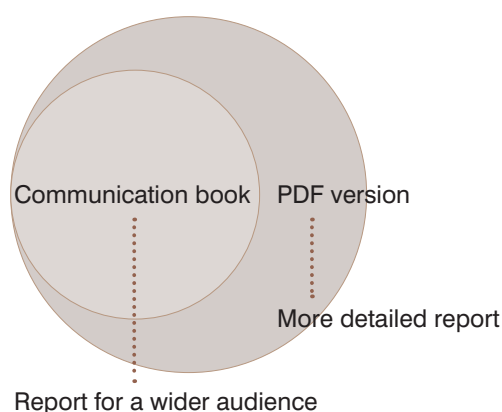 Communication book
PDF version
More detailed report
Report for a wider audience